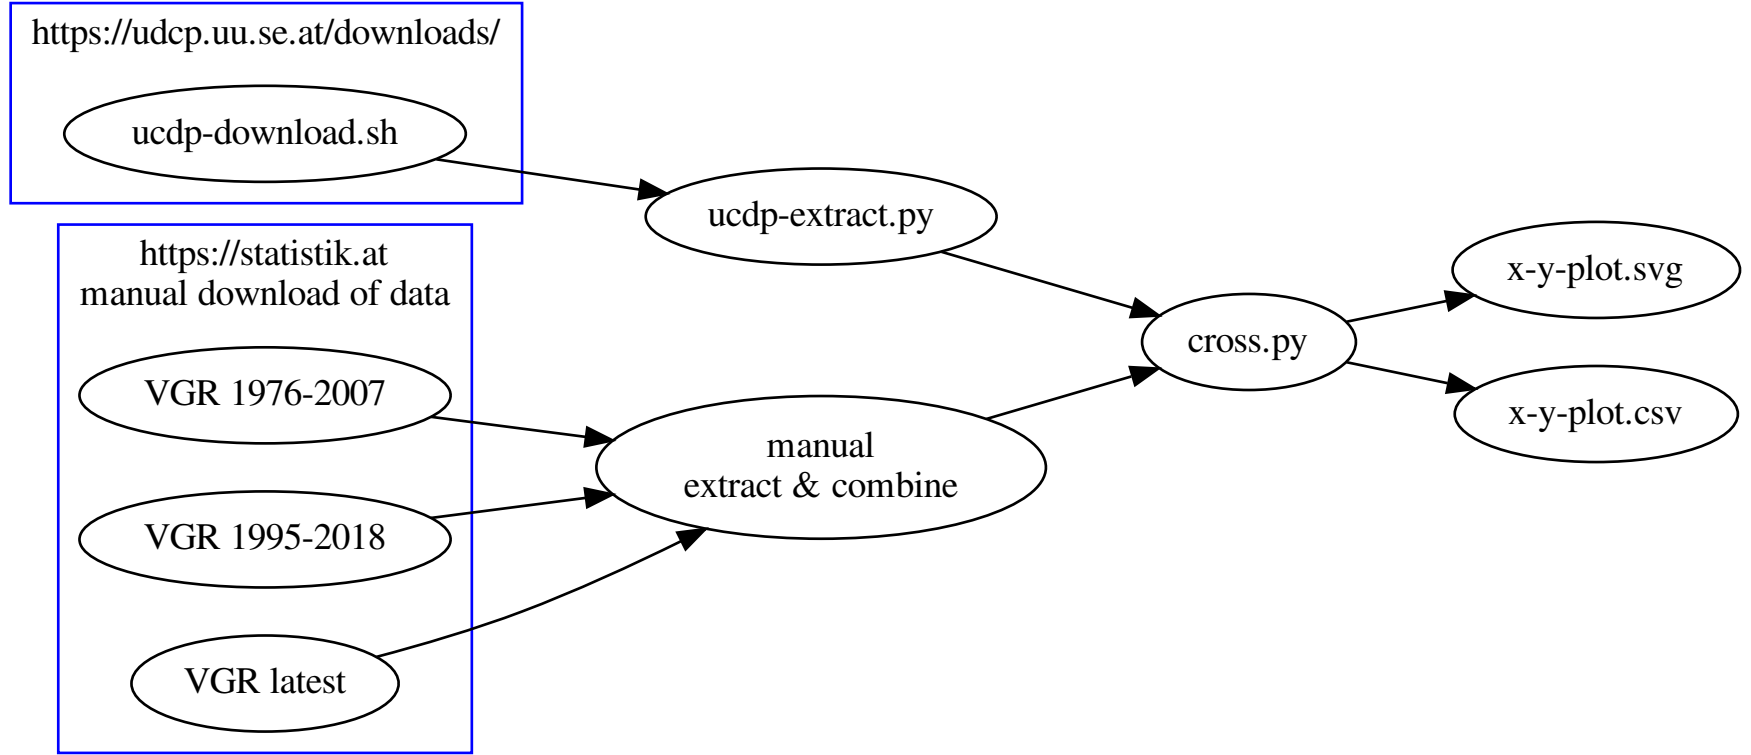 https://udcp.uu.se.at/downloads/
ucdp-download.sh
ucdp-extract.py
https://statistik.at
manual download of data
VGR 1976-2007
VGR 1995-2018
VGR latest
manual
extract & combine
cross.py
x-y-plot.svg
x-y-plot.csv